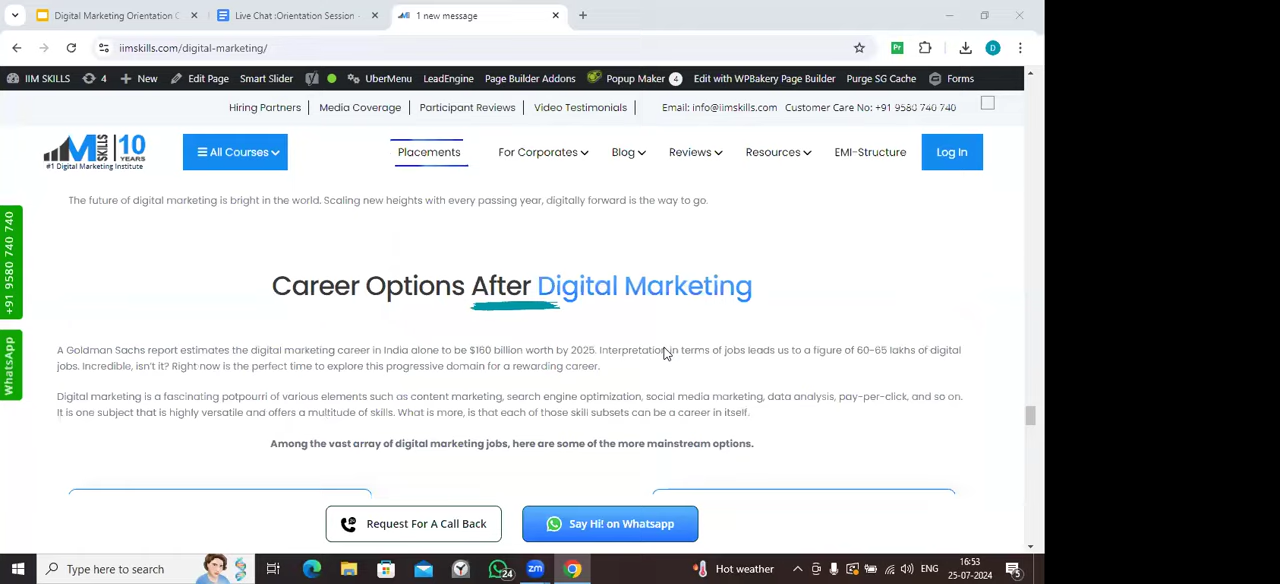 Digital Marketing Orientation C
Live Chat :Orientation Session -
1 new message
iimskills.com/digital-marketing/
Pr
D
IIM SKILLS
4
New
Edit Page
Smart Slider
UberMenu
LeadEngine
Page Builder Addons
Popup Maker 4
Edit with WPBakery Page Builder
Purge SG Cache
Forms
Hiring Partners
Media Coverage
Participant Reviews
Video Testimonials
Email: info@iimskills.com
Customer Care No: +91 9580 740 740
IIM SKILLS 10 YEARS
#1 Digital Marketing Institute
All Courses
Placements
For Corporates
Blog
Reviews
Resources
EMI-Structure
Log In
+91 9580 740 740
WhatsApp
The future of digital marketing is bright in the world. Scaling new heights with every passing year, digitally forward is the way to go.
Career Options After Digital Marketing
A Goldman Sachs report estimates the digital marketing career in India alone to be $160 billion worth by 2025. Interpretation in terms of jobs leads us to a figure of 60-65 lakhs of digital
jobs. Incredible, isn't it? Right now is the perfect time to explore this progressive domain for a rewarding career.
Digital marketing is a fascinating potpourri of various elements such as content marketing, search engine optimization, social media marketing, data analysis, pay-per-click, and so on.
It is one subject that is highly versatile and offers a multitude of skills. What is more, is that each of those skill subsets can be a career in itself.
Among the vast array of digital marketing jobs, here are some of the more mainstream options.
Request For A Call Back
Say Hi! on Whatsapp
Type here to search
24
zm
Hot weather
ENG
16:53
25-07-2024
5